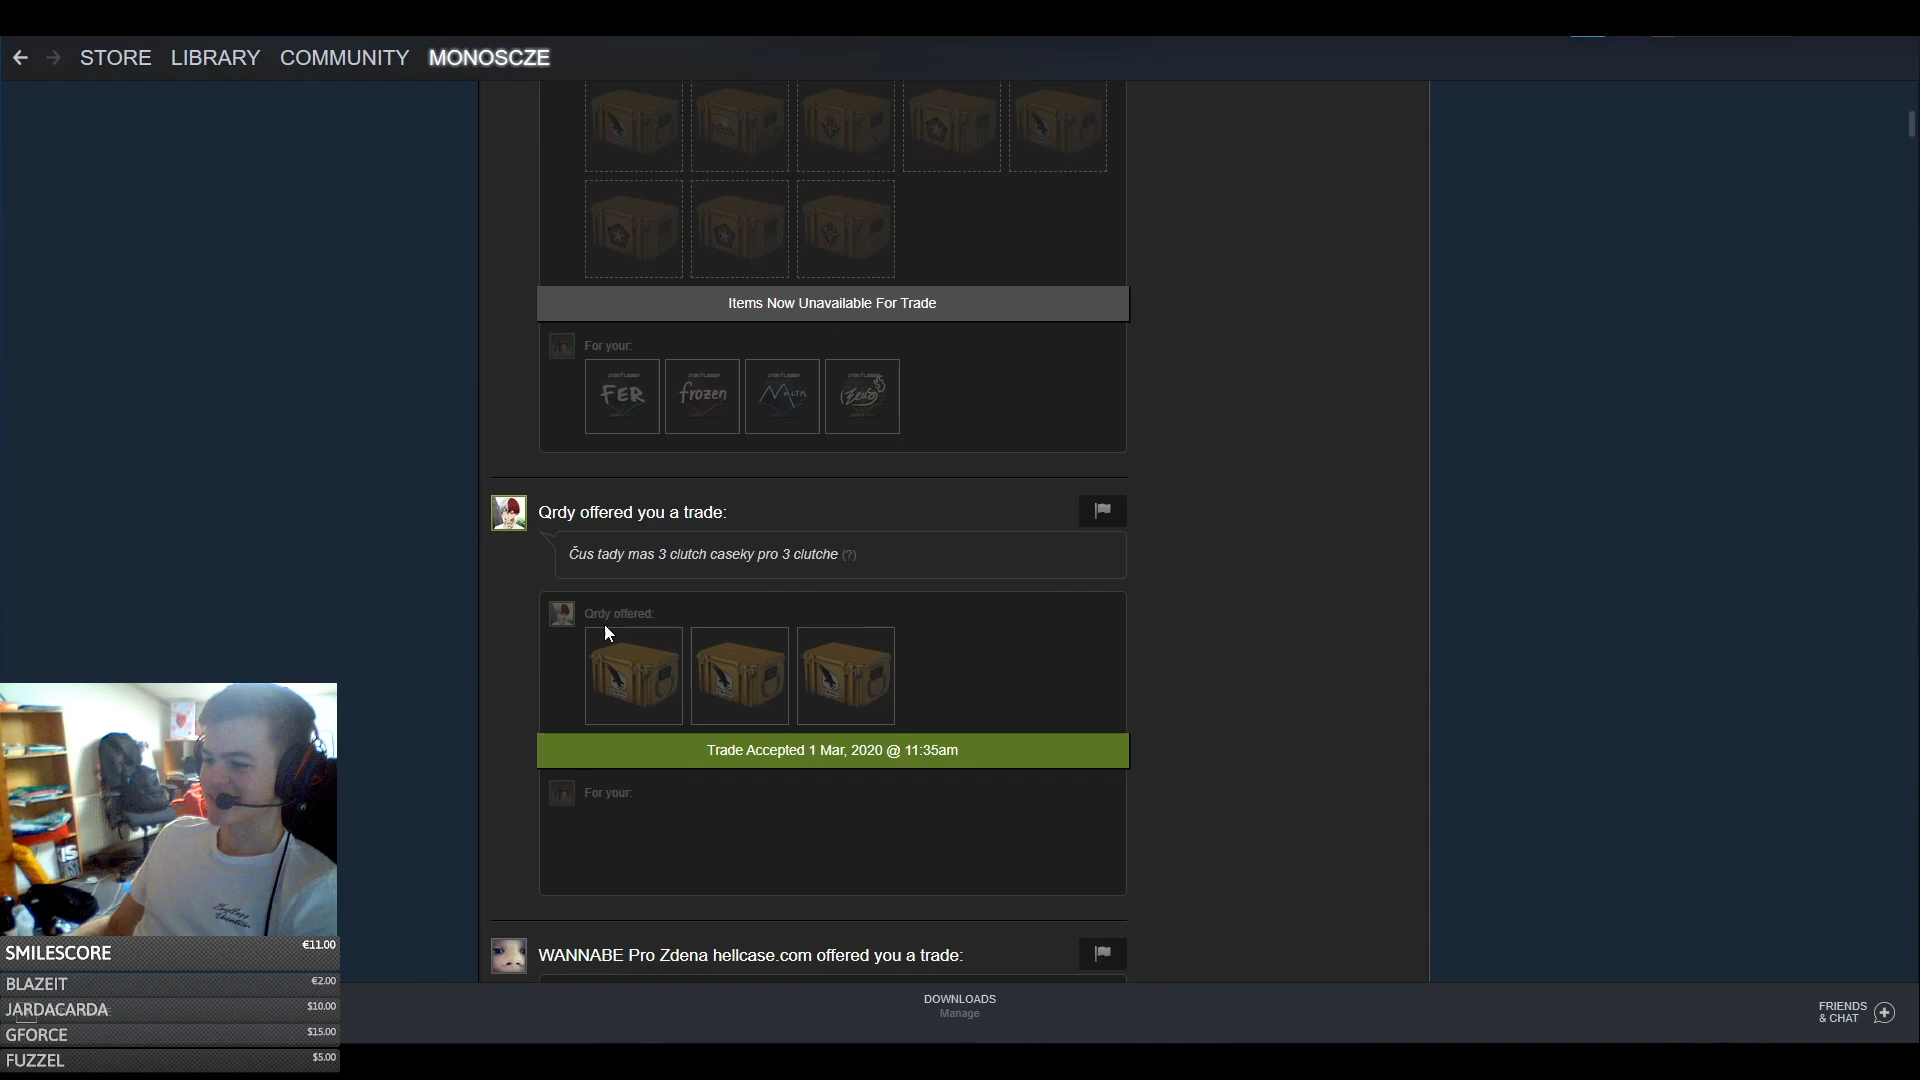 STORE LIBRARY COMMUNITY MONOSCZE
Items Now Unavailable For Trade
For your:
FER frozen MALTA
Qrdy offered you a trade:
Čus tady mas 3 clutch caseky pro 3 clutche (?)
Qrdy offered:
Trade Accepted 1 Mar, 2020 @ 11:35am
For your:
WANNABE Pro Zdena hellcase.com offered you a trade:
IS
SMILESCORE €11.00
BLAZEIT €2.00
JARDACARDA $10.00
GFORCE $15.00
FUZZEL $5.00
DOWNLOADS
Manage
FRIENDS
& CHAT